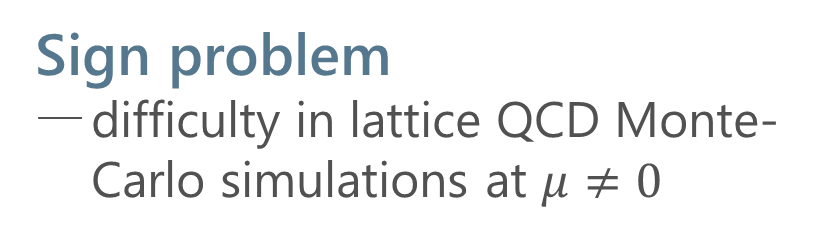 Sign problem
— difficulty in lattice QCD Monte-
Carlo simulations at μ ≠ 0